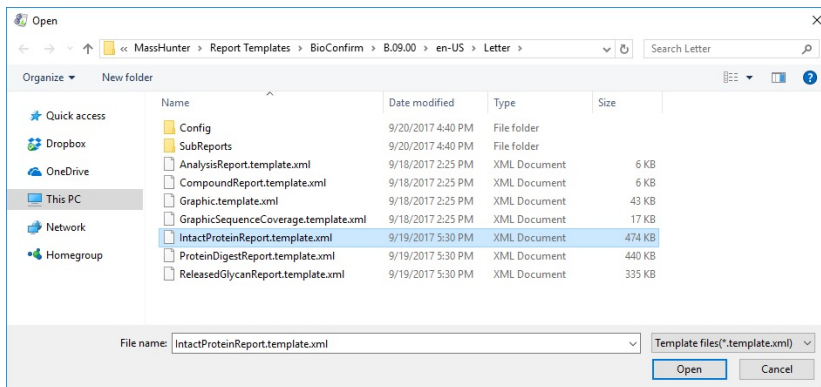 Open
« MassHunter > Report Templates > BioConfirm > B.09.00 > en-US > Letter >
Search Letter
Organize
New folder
Name Date modified Type Size
Quick access
Dropbox
OneDrive
This PC
Network
Homegroup
Config 9/20/2017 4:40 PM File folder
SubReports 9/20/2017 4:40 PM File folder
AnalysisReport.template.xml 9/18/2017 2:25 PM XML Document 6 KB
CompoundReport.template.xml 9/18/2017 2:25 PM XML Document 6 KB
Graphic.template.xml 9/18/2017 2:25 PM XML Document 43 KB
GraphicSequenceCoverage.template.xml 9/18/2017 2:25 PM XML Document 17 KB
IntactProteinReport.template.xml 9/19/2017 5:30 PM XML Document 474 KB
ProteinDigestReport.template.xml 9/19/2017 5:30 PM XML Document 440 KB
ReleasedGlycanReport.template.xml 9/19/2017 5:30 PM XML Document 335 KB
File name: IntactProteinReport.template.xml
Template files(*.template.xml)
Open
Cancel